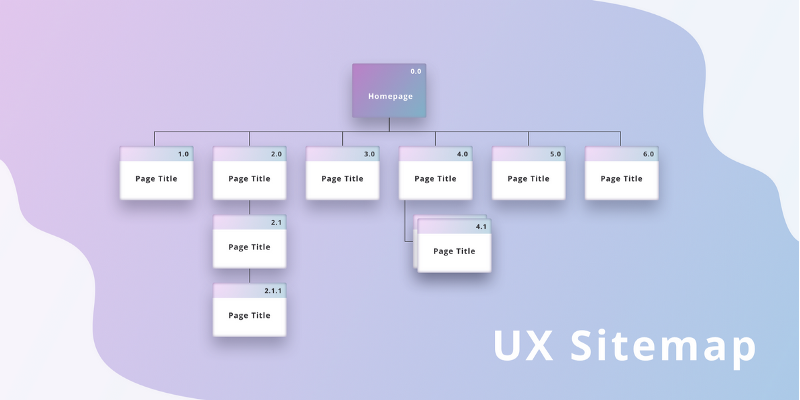 0.0
Homepage
1.0
Page Title
2.0
Page Title
3.0
Page Title
4.0
Page Title
5.0
Page Title
6.0
Page Title
2.1
Page Title
4.1
Page Title
2.1.1
Page Title
UX Sitemap